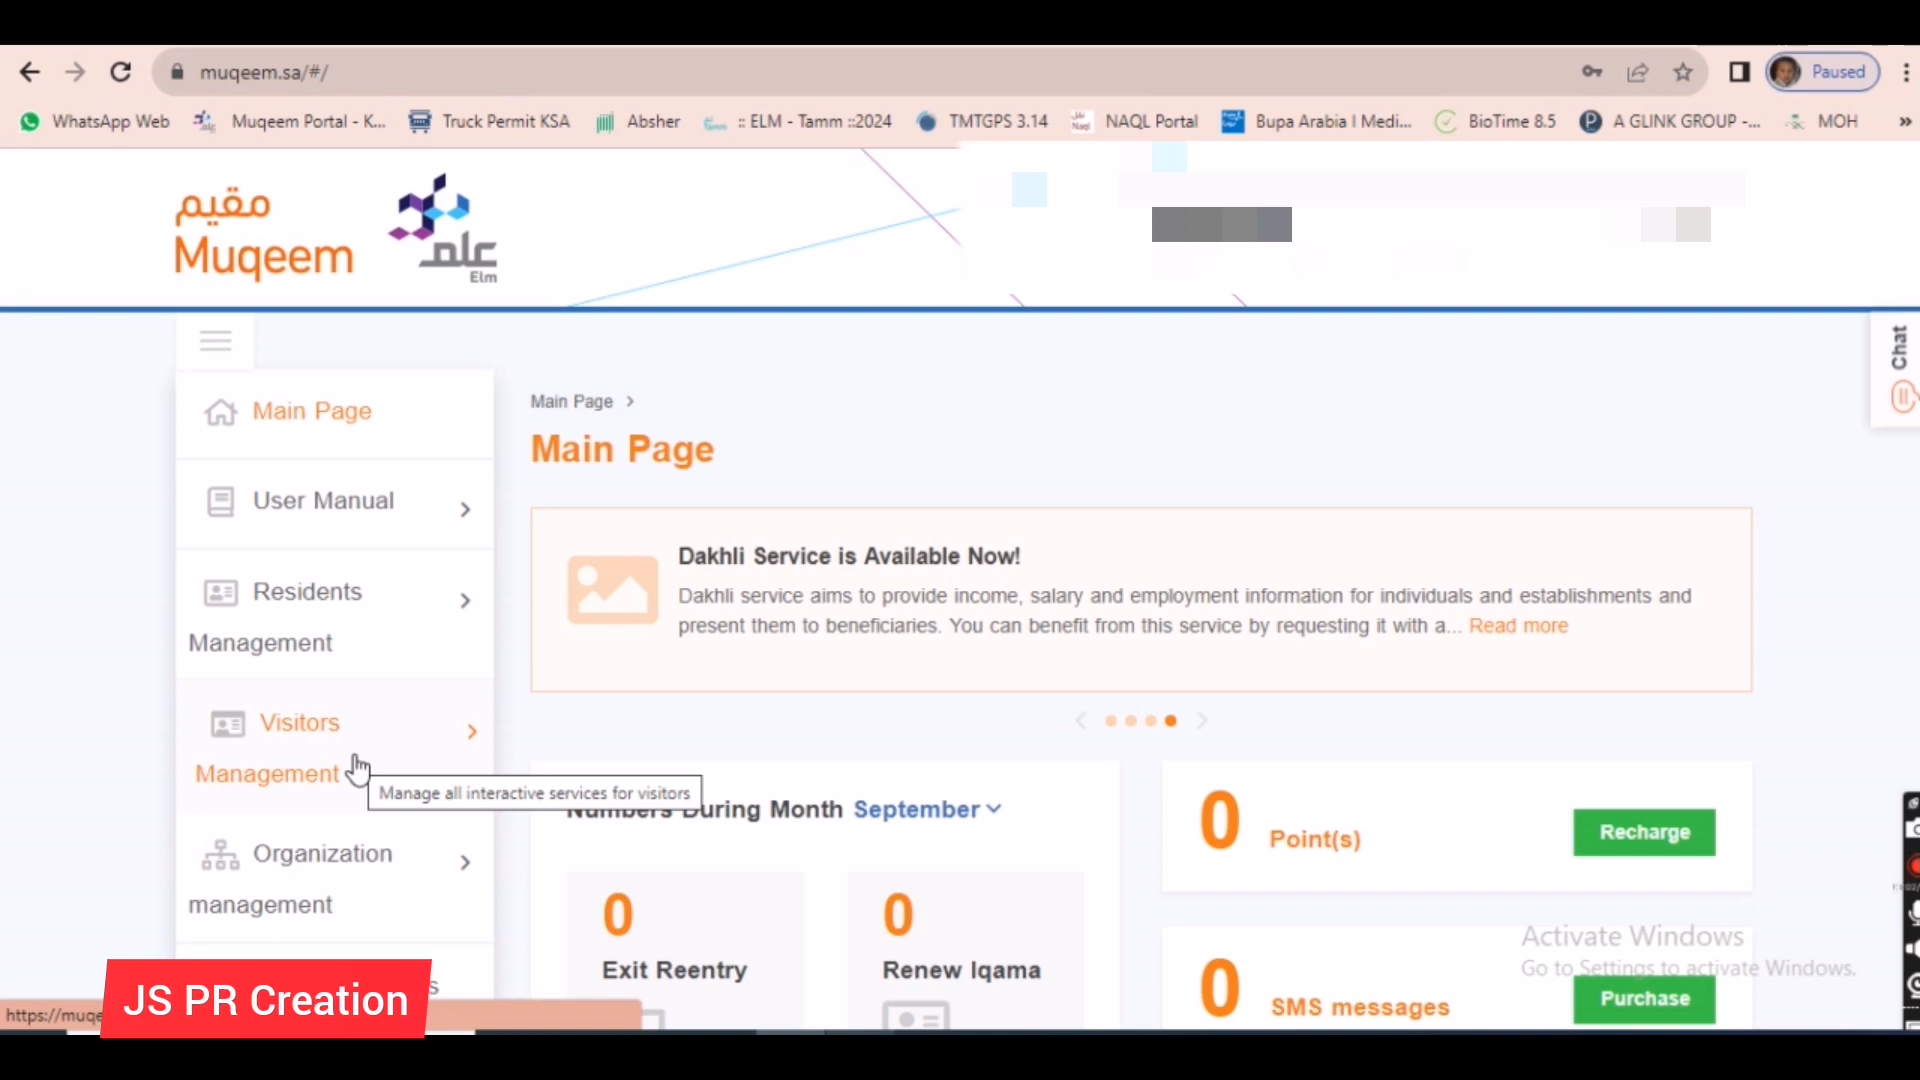 muqeem.sa/#/
Paused
WhatsApp Web
Muqeem Portal - K...
Truck Permit KSA
Absher
:: ELM - Tamm ::2024
TMTGPS 3.14
NAQL Portal
Bupa Arabia I Medi...
BioTime 8.5
A GLINK GROUP -...
MOH
»
مقيم
Muqeem
علم
Elm
Chat
Main Page
User Manual
Residents
Management
Visitors
Management
Manage all interactive services for visitors
Organization
management
Main Page >
Main Page
Dakhli Service is Available Now!
Dakhli service aims to provide income, salary and employment information for individuals and establishments and
present them to beneficiaries. You can benefit from this service by requesting it with a... Read more
Numbers During Month September
0
Exit Reentry
0
Renew Iqama
0 Point(s)
Recharge
0 SMS messages
Purchase
Activate Windows
Go to Settings to activate Windows.
JS PR Creation
https://muqe